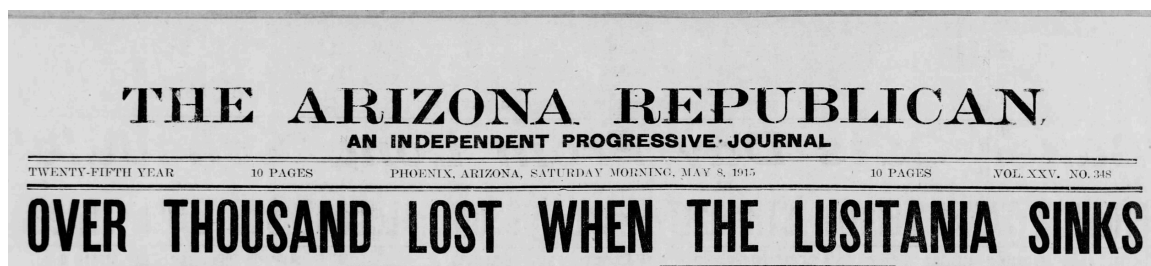 THE ARIZONA REPUBLICAN
AN INDEPENDENT PROGRESSIVE JOURNAL
TWENTY-FIFTH YEAR 10 PAGES PHOENIX, ARIZONA, SATURDAY MORNING, MAY 8, 1915 10 PAGES VOL. XXV. NO. 348
OVER THOUSAND LOST WHEN THE LUSITANIA SINKS